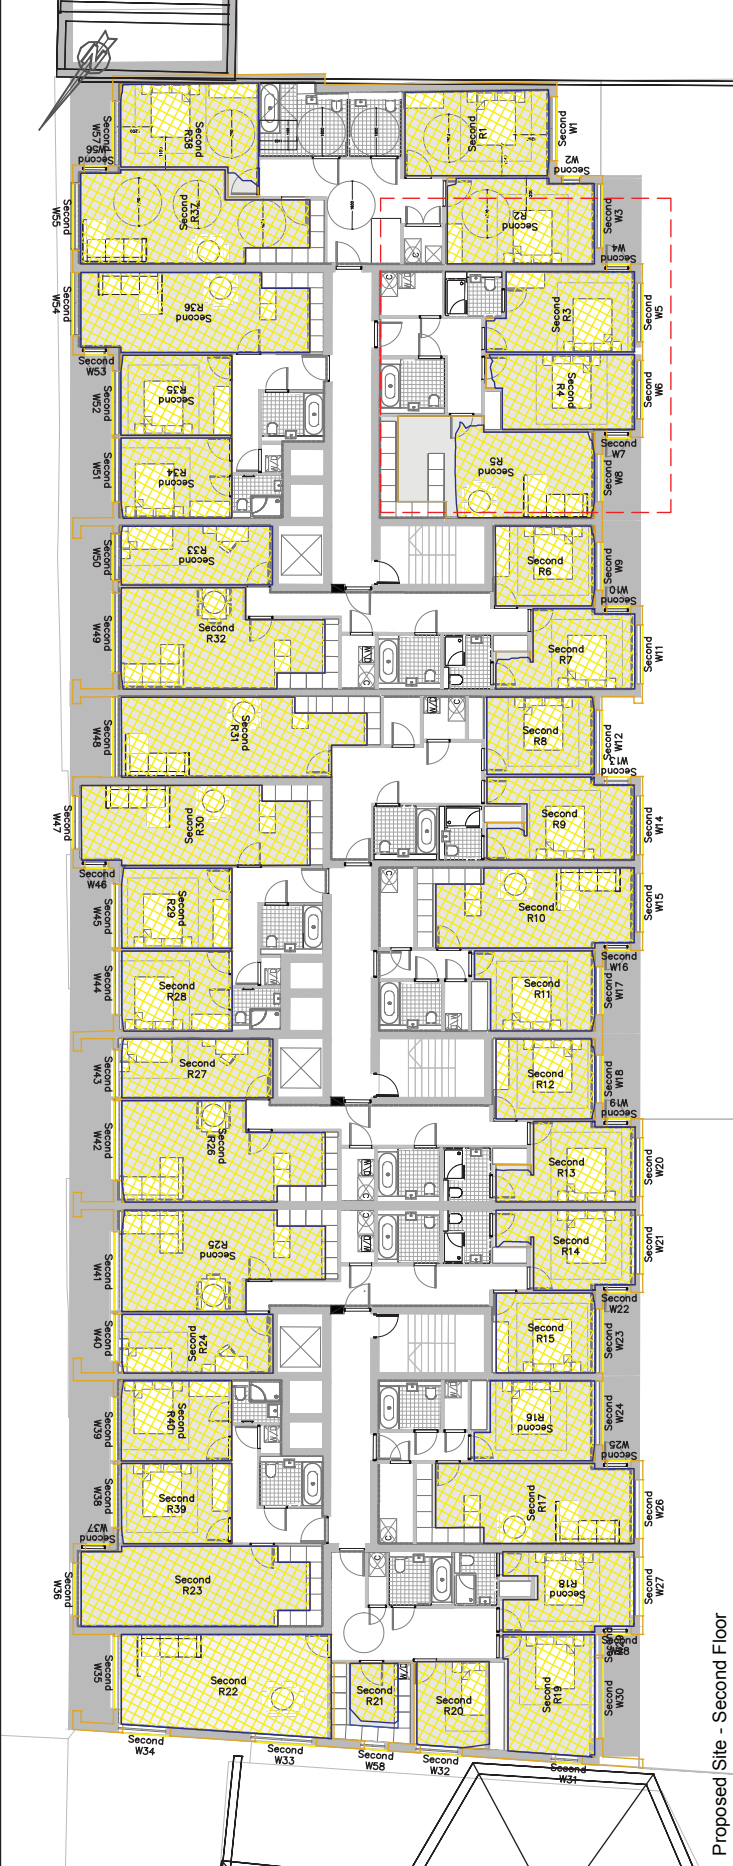 N
Second
W57
Second
W56
Second
R38
Second
R1
Second
W1
Second
W2
Second
W55
Second
R37
Second
R2
Second
W3
Second
W4
Second
W54
Second
R36
Second
R3
Second
W5
Second
W53
Second
W52
Second
R35
Second
R4
Second
W6
Second
W7
Second
W51
Second
R34
Second
R5
Second
W8
Second
W50
Second
R33
Second
R6
Second
W9
Second
W10
Second
W49
Second
R32
Second
R7
Second
W11
Second
W48
Second
R31
Second
R8
Second
W12
Second
W13
Second
W47
Second
R30
Second
R9
Second
W14
Second
W46
Second
W45
Second
R29
Second
R10
Second
W15
Second
W16
Second
W44
Second
R28
Second
R11
Second
W17
Second
W43
Second
R27
Second
R12
Second
W18
Second
W19
Second
W42
Second
R26
Second
R13
Second
W20
Second
W41
Second
R25
Second
R14
Second
W21
Second
W22
Second
W40
Second
R24
Second
R15
Second
W23
Second
W39
Second
R40
Second
R16
Second
W24
Second
W25
Second
W38
Second
R39
Second
R17
Second
W26
Second
W37
Second
W36
Second
R23
Second
R18
Second
W27
Second
W28
Second
W35
Second
R22
Second
R21
Second
R20
Second
R19
Second
W30
Second
W34
Second
W33
Second
W58
Second
W32
Second
W31
Proposed Site - Second Floor